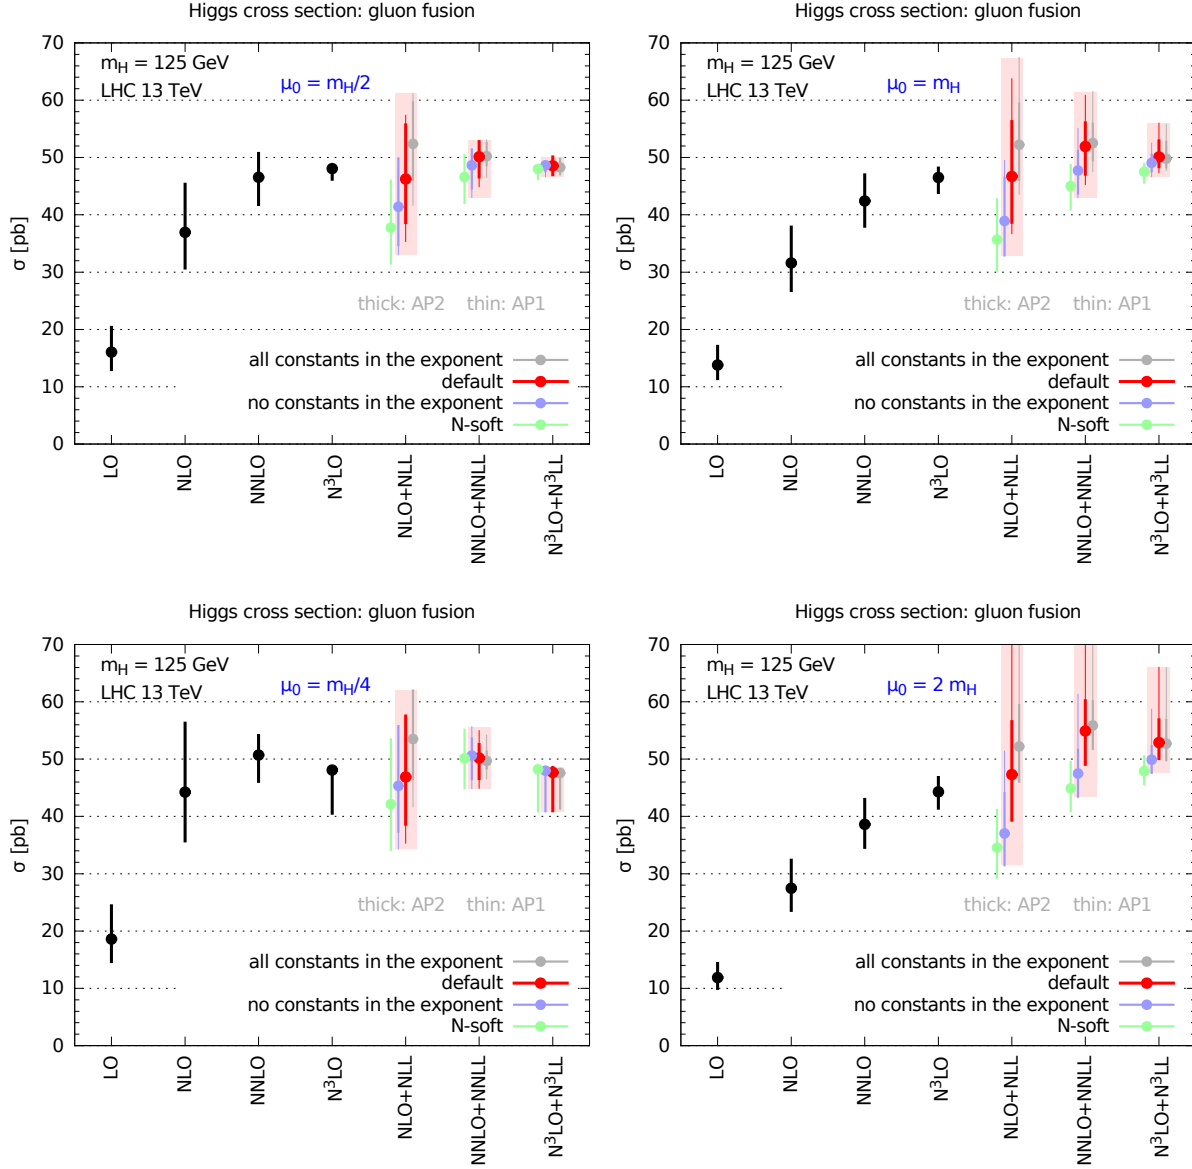 Higgs cross section: gluon fusion
70
60
50
40
30
20
10
0
σ [pb]
m_H = 125 GeV
LHC 13 TeV
μ₀ = m_H/2
thick: AP2 thin: AP1
all constants in the exponent
default
no constants in the exponent
N-soft
LO
NLO
NNLO
N³LO
NLO+NLL
NNLO+NNLL
N³LO+N³LL
Higgs cross section: gluon fusion
70
60
50
40
30
20
10
0
σ [pb]
m_H = 125 GeV
LHC 13 TeV
μ₀ = m_H
thick: AP2 thin: AP1
all constants in the exponent
default
no constants in the exponent
N-soft
LO
NLO
NNLO
N³LO
NLO+NLL
NNLO+NNLL
N³LO+N³LL
Higgs cross section: gluon fusion
70
60
50
40
30
20
10
0
σ [pb]
m_H = 125 GeV
LHC 13 TeV
μ₀ = m_H/4
thick: AP2 thin: AP1
all constants in the exponent
default
no constants in the exponent
N-soft
LO
NLO
NNLO
N³LO
NLO+NLL
NNLO+NNLL
N³LO+N³LL
Higgs cross section: gluon fusion
70
60
50
40
30
20
10
0
σ [pb]
m_H = 125 GeV
LHC 13 TeV
μ₀ = 2 m_H
thick: AP2 thin: AP1
all constants in the exponent
default
no constants in the exponent
N-soft
LO
NLO
NNLO
N³LO
NLO+NLL
NNLO+NNLL
N³LO+N³LL